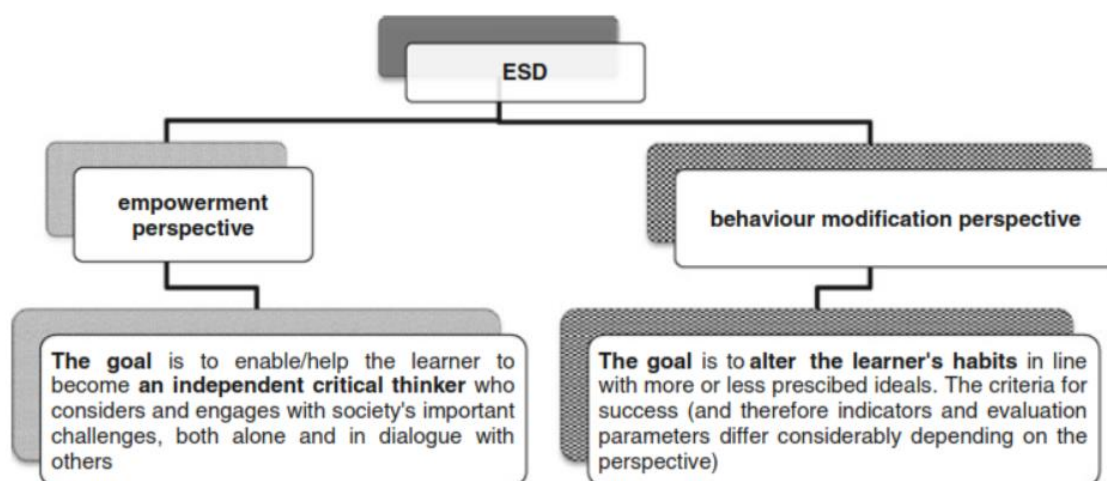 ESD
empowerment
perspective
behaviour modification perspective
The goal is to enable/help the learner to
become an independent critical thinker who
considers and engages with society's important
challenges, both alone and in dialogue with
others
The goal is to alter the learner's habits in line
with more or less prescibed ideals. The criteria for
success (and therefore indicators and evaluation
parameters differ considerably depending on the
perspective)